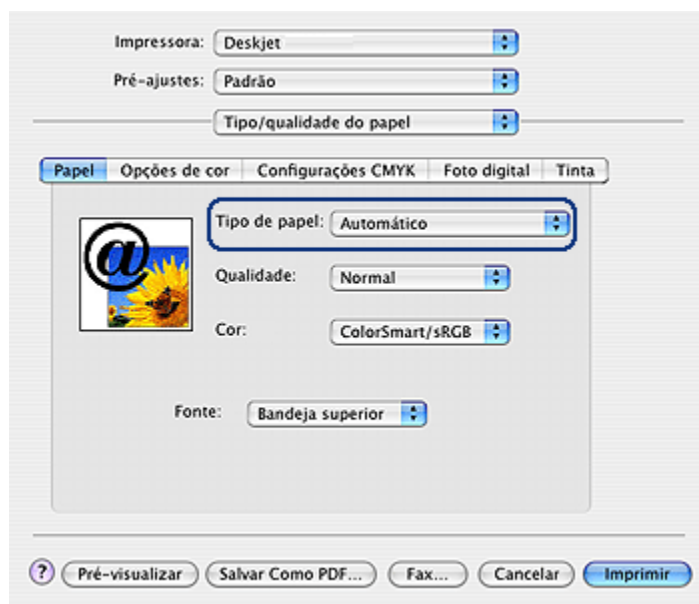 Impressora: Deskjet
Pré-ajustes: Padrão
Tipo/qualidade do papel
Papel Opções de cor Configurações CMYK Foto digital Tinta
@ Tipo de papel: Automático
Qualidade: Normal
Cor: ColorSmart/sRGB
Fonte: Bandeja superior
? Pré-visualizar Salvar Como PDF... Fax... Cancelar Imprimir